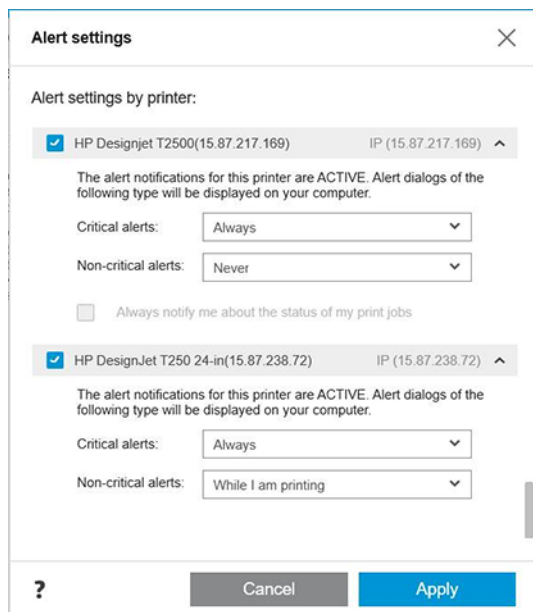 Alert settings
Alert settings by printer:
HP Designjet T2500(15.87.217.169) IP (15.87.217.169)
The alert notifications for this printer are ACTIVE. Alert dialogs of the
following type will be displayed on your computer.
Critical alerts: Always
Non-critical alerts: Never
Always notify me about the status of my print jobs
HP DesignJet T250 24-in(15.87.238.72) IP (15.87.238.72)
The alert notifications for this printer are ACTIVE. Alert dialogs of the
following type will be displayed on your computer.
Critical alerts: Always
Non-critical alerts: While I am printing
? Cancel Apply